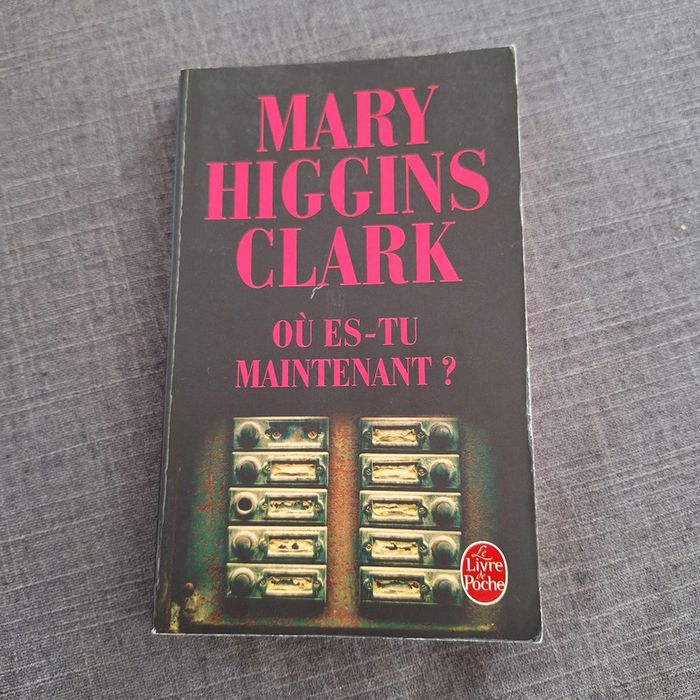 MARY
HIGGINS
CLARK
OÙ ES-TU
MAINTENANT ?
Le
Livre
de
Poche